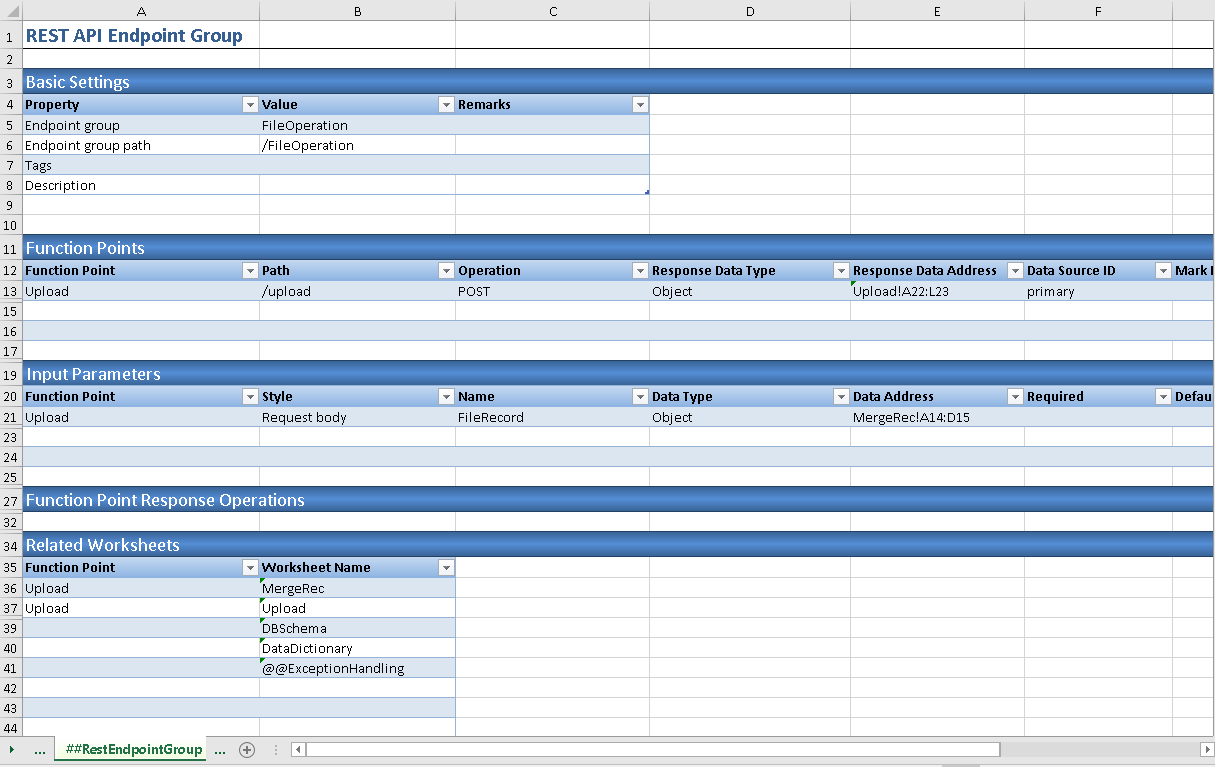 A B C D E F
1 REST API Endpoint Group
2
3 Basic Settings
4 Property Value Remarks
5 Endpoint group FileOperation
6 Endpoint group path /FileOperation
7 Tags
8 Description
9
10
11 Function Points
12 Function Point Path Operation Response Data Type Response Data Address Data Source ID Mark
13 Upload /upload POST Object Upload!A22:L23 primary
15
16
17
19 Input Parameters
20 Function Point Style Name Data Type Data Address Required Defau
21 Upload Request body FileRecord Object MergeRec!A14:D15
23
24
25
27 Function Point Response Operations
32
34 Related Worksheets
35 Function Point Worksheet Name
36 Upload MergeRec
37 Upload Upload
39 DBSchema
40 DataDictionary
41 @@ExceptionHandling
42
43
44
... ##RestEndpointGroup ...